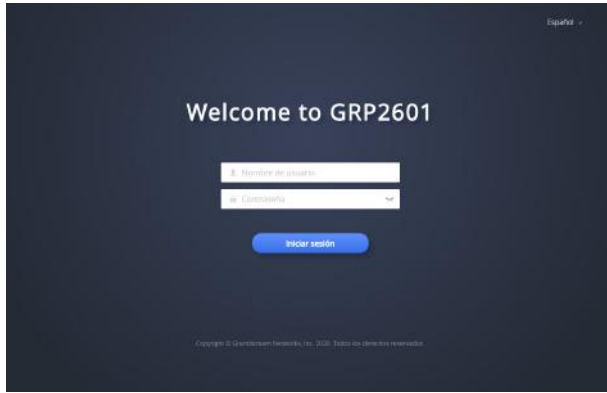 Español
Welcome to GRP2601
Nombre de usuario
Contraseña
Iniciar sesión
Copyright © Grandstream Networks, Inc. 2020. Todos los derechos reservados.